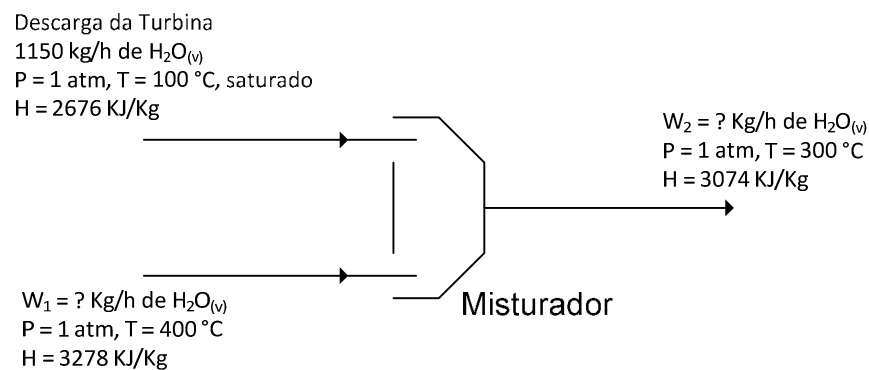 Descarga da Turbina
1150 kg/h de H₂O₍ᵥ₎
P = 1 atm, T = 100 °C, saturado
H = 2676 KJ/Kg
W₂ = ? Kg/h de H₂O₍ᵥ₎
P = 1 atm, T = 300 °C
H = 3074 KJ/Kg
W₁ = ? Kg/h de H₂O₍ᵥ₎
P = 1 atm, T = 400 °C
H = 3278 KJ/Kg
Misturador